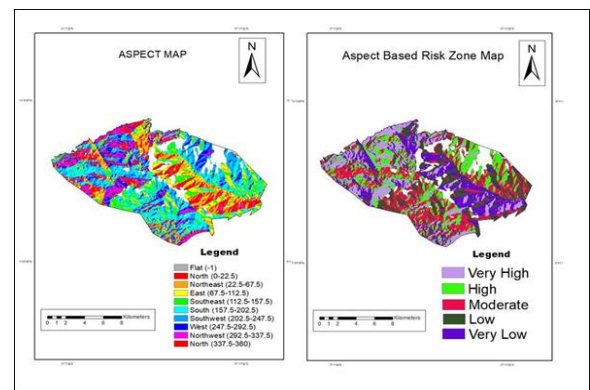 ASPECT MAP
N
Legend
Flat (-1)
North (0-22.5)
Northeast (22.5-67.5)
East (67.5-112.5)
Southeast (112.5-157.5)
South (157.5-202.5)
Southwest (202.5-247.5)
West (247.5-292.5)
Northwest (292.5-337.5)
North (337.5-360)
0 1 2 4 6 8
Kilometers
Aspect Based Risk Zone Map
N
Legend
Very High
High
Moderate
Low
Very Low
0 1 2 4 6 8
Kilometers